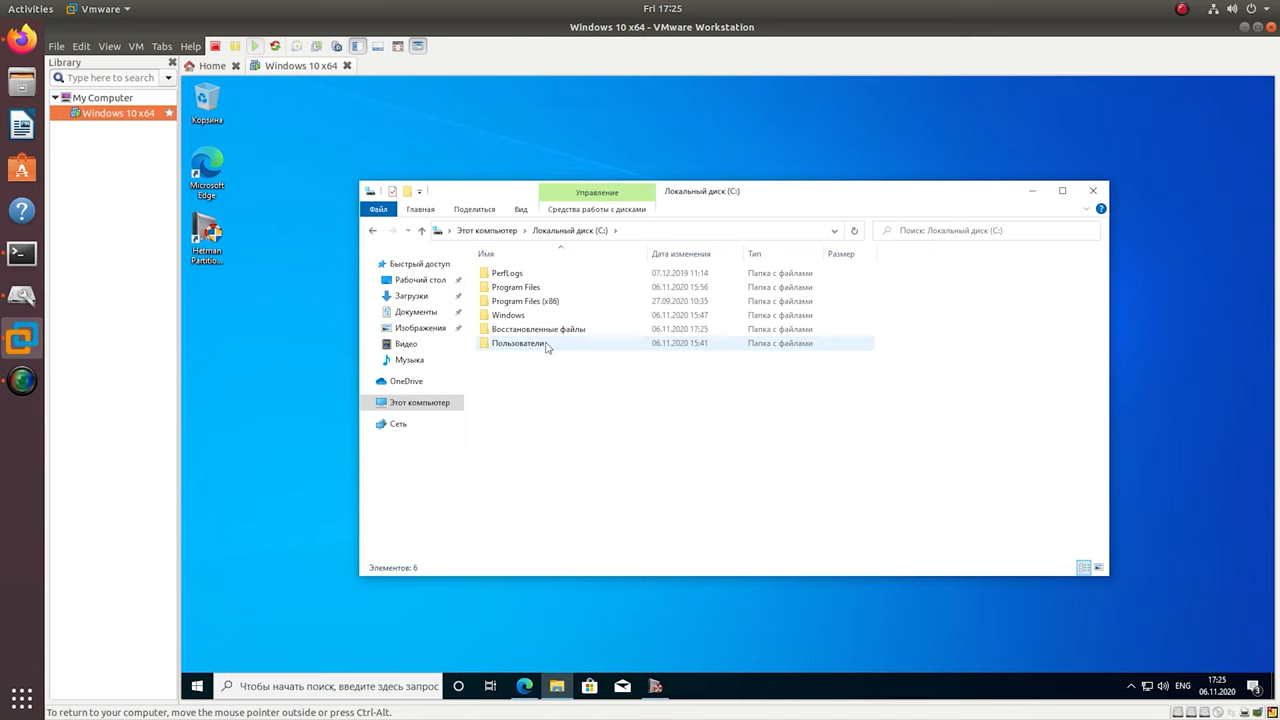 Activities
VMware
Fri 17:25
Windows 10 x64 - VMware Workstation
File Edit View VM Tabs Help
Library
Home
Windows 10 x64
Type here to search
My Computer
Windows 10 x64
Корзина
Microsoft
Edge
Hetman
Partitio...
Управление
Локальный диск (C:)
Файл
Главная
Поделиться
Вид
Средства работы с дисками
Этот компьютер
Локальный диск (C:)
Поиск: Локальный диск (C:)
Имя
Дата изменения
Тип
Размер
Быстрый доступ
Рабочий стол
Загрузки
Документы
Изображения
Видео
Музыка
OneDrive
Этот компьютер
Сеть
PerfLogs 07.12.2019 11:14 Папка с файлами
Program Files 06.11.2020 15:56 Папка с файлами
Program Files (x86) 27.09.2020 10:35 Папка с файлами
Windows 06.11.2020 15:47 Папка с файлами
Восстановленные файлы 06.11.2020 17:25 Папка с файлами
Пользователи 06.11.2020 15:41 Папка с файлами
Элементов: 6
Чтобы начать поиск, введите здесь запрос
ENG
17:25
06.11.2020
3
To return to your computer, move the mouse pointer outside or press Ctrl-Alt.